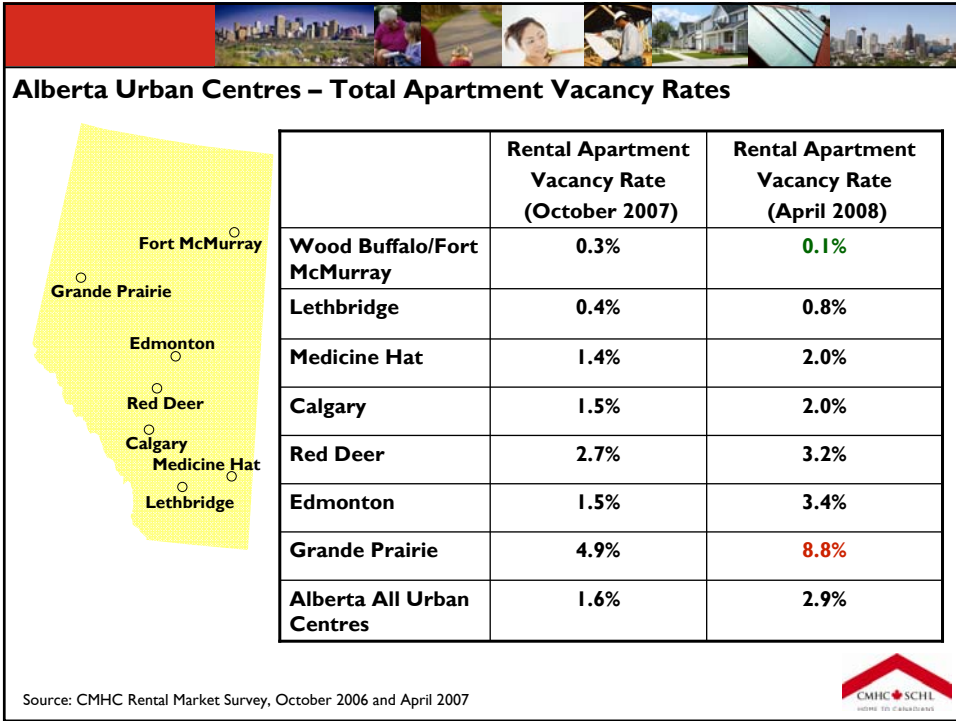 Alberta Urban Centres – Total Apartment Vacancy Rates
Fort McMurray
Grande Prairie
Edmonton
Red Deer
Calgary
Medicine Hat
Lethbridge
Rental Apartment Vacancy Rate (October 2007)
Rental Apartment Vacancy Rate (April 2008)
Wood Buffalo/Fort McMurray 0.3% 0.1%
Lethbridge 0.4% 0.8%
Medicine Hat 1.4% 2.0%
Calgary 1.5% 2.0%
Red Deer 2.7% 3.2%
Edmonton 1.5% 3.4%
Grande Prairie 4.9% 8.8%
Alberta All Urban Centres 1.6% 2.9%
Source: CMHC Rental Market Survey, October 2006 and April 2007
CMHC SCHL
HOME TO CANADIANS